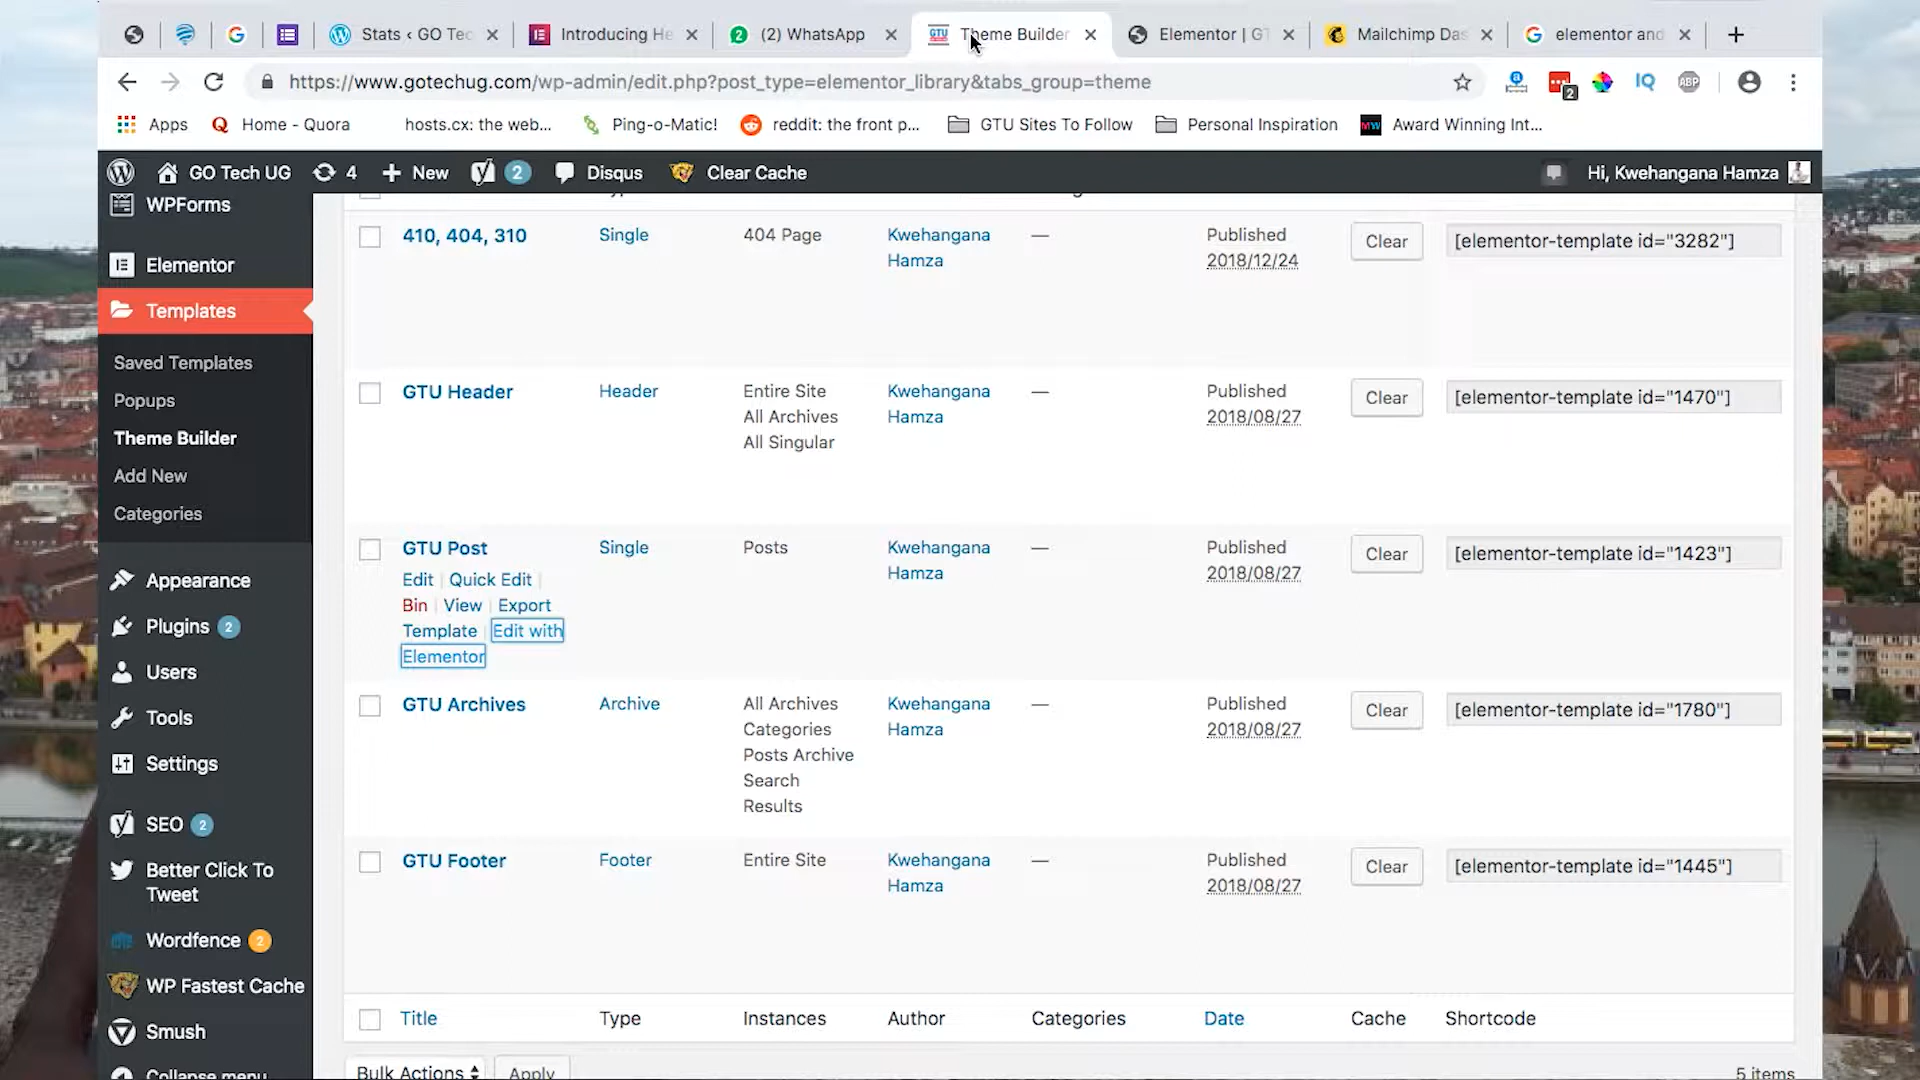 Stats ‹ GO Tec
Introducing He
(2) WhatsApp
GTU Theme Builder
Elementor | GT
Mailchimp Das
elementor and
https://www.gotechug.com/wp-admin/edit.php?post_type=elementor_library&tabs_group=theme
2
IQ
ABP
Apps
Home - Quora
hosts.cx: the web...
Ping-o-Matic!
reddit: the front p...
GTU Sites To Follow
Personal Inspiration
Award Winning Int...
GO Tech UG
4
New
2
Disqus
Clear Cache
Hi, Kwehangana Hamza
WPForms
Elementor
Templates
Saved Templates
Popups
Theme Builder
Add New
Categories
Appearance
Plugins 2
Users
Tools
Settings
SEO 2
Better Click To
Tweet
Wordfence 2
WP Fastest Cache
Smush
Collapse menu
410, 404, 310
Single
404 Page
Kwehangana
Hamza
—
Published
2018/12/24
Clear
[elementor-template id="3282"]
GTU Header
Header
Entire Site
All Archives
All Singular
Kwehangana
Hamza
—
Published
2018/08/27
Clear
[elementor-template id="1470"]
GTU Post
Edit | Quick Edit |
Bin | View | Export
Template | Edit with
Elementor
Single
Posts
Kwehangana
Hamza
—
Published
2018/08/27
Clear
[elementor-template id="1423"]
GTU Archives
Archive
All Archives
Categories
Posts Archive
Search
Results
Kwehangana
Hamza
—
Published
2018/08/27
Clear
[elementor-template id="1780"]
GTU Footer
Footer
Entire Site
Kwehangana
Hamza
—
Published
2018/08/27
Clear
[elementor-template id="1445"]
Title
Type
Instances
Author
Categories
Date
Cache
Shortcode
Bulk Actions
Apply
5 items